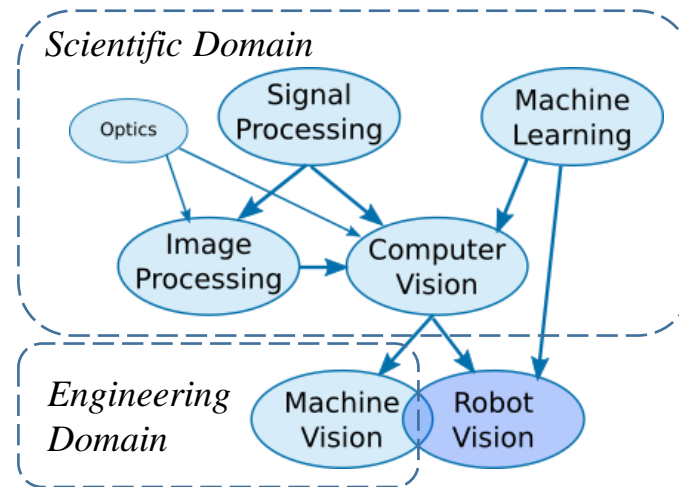 Scientific Domain
Optics
Signal
Processing
Machine
Learning
Image
Processing
Computer
Vision
Engineering
Domain
Machine
Vision
Robot
Vision